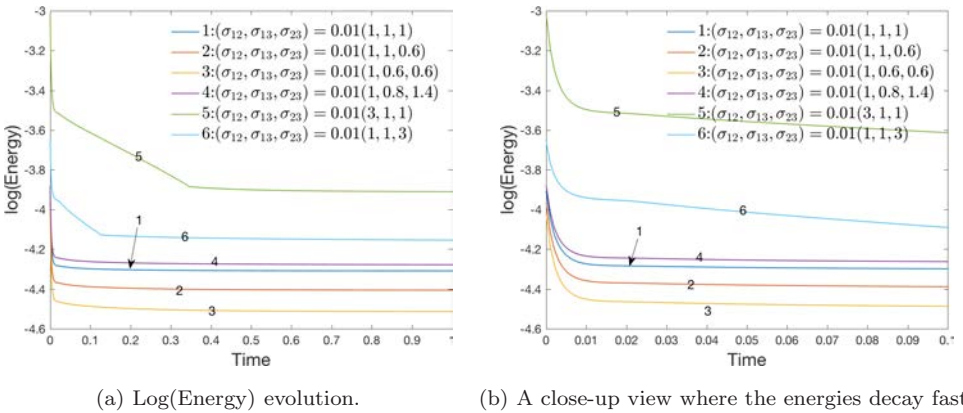 1:(σ12, σ13, σ23) = 0.01(1, 1, 1)
2:(σ12, σ13, σ23) = 0.01(1, 1, 0.6)
3:(σ12, σ13, σ23) = 0.01(1, 0.6, 0.6)
4:(σ12, σ13, σ23) = 0.01(1, 0.8, 1.4)
5:(σ12, σ13, σ23) = 0.01(3, 1, 1)
6:(σ12, σ13, σ23) = 0.01(1, 1, 3)
log(Energy)
-3
-3.2
-3.4
-3.6
-3.8
-4
-4.2
-4.4
-4.6
5
1
6
4
2
3
0 0.1 0.2 0.3 0.4 0.5 0.6 0.7 0.8 0.9
Time
(a) Log(Energy) evolution.
1:(σ12, σ13, σ23) = 0.01(1, 1, 1)
2:(σ12, σ13, σ23) = 0.01(1, 1, 0.6)
3:(σ12, σ13, σ23) = 0.01(1, 0.6, 0.6)
4:(σ12, σ13, σ23) = 0.01(1, 0.8, 1.4)
5:(σ12, σ13, σ23) = 0.01(3, 1, 1)
6:(σ12, σ13, σ23) = 0.01(1, 1, 3)
log(Energy)
-3
-3.2
-3.4
-3.6
-3.8
-4
-4.2
-4.4
-4.6
5
6
1
4
2
3
0 0.01 0.02 0.03 0.04 0.05 0.06 0.07 0.08 0.09
Time
(b) A close-up view where the energies decay fast